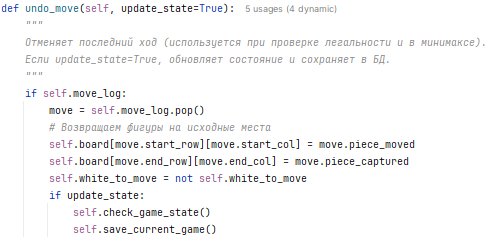 def undo_move(self, update_state=True):  5 usages (4 dynamic)
    """
    Отменяет последний ход (используется при проверке легальности и в минимаксе).
    Если update_state=True, обновляет состояние и сохраняет в БД.
    """
    if self.move_log:
        move = self.move_log.pop()
        # Возвращаем фигуры на исходные места
        self.board[move.start_row][move.start_col] = move.piece_moved
        self.board[move.end_row][move.end_col] = move.piece_captured
        self.white_to_move = not self.white_to_move
        if update_state:
            self.check_game_state()
            self.save_current_game()